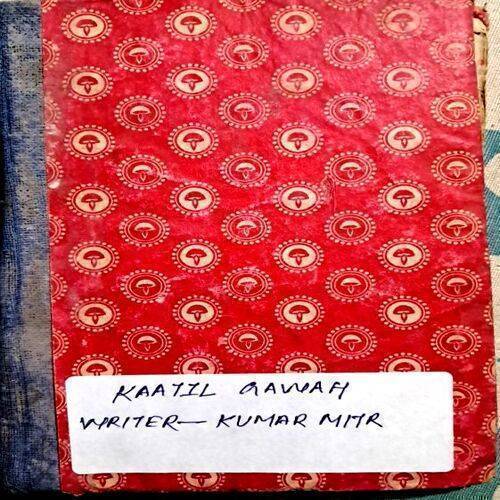 KAATIL GAWAH
WRITER— KUMAR MITR